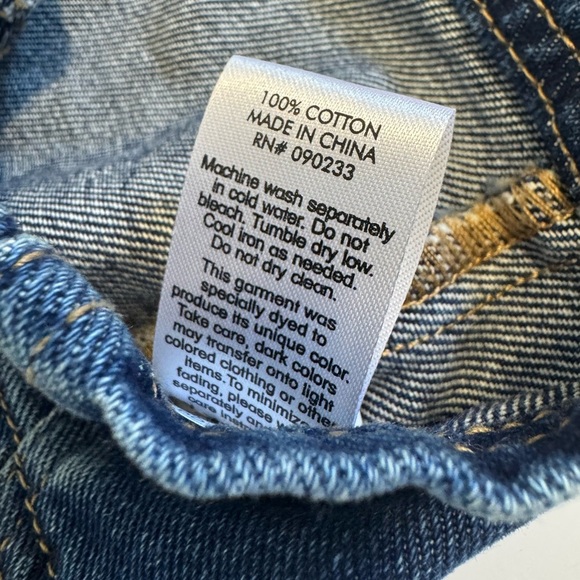 100% COTTON
MADE IN CHINA
RN# 090233
Machine wash separately
in cold water. Do not
bleach. Tumble dry low.
Cool iron as needed.
Do not dry clean.
This garment was
specially dyed to
produce its unique color.
Take care, dark colors
may transfer onto light
colored clothing or other
items.To minimize
fading, please
separately
care